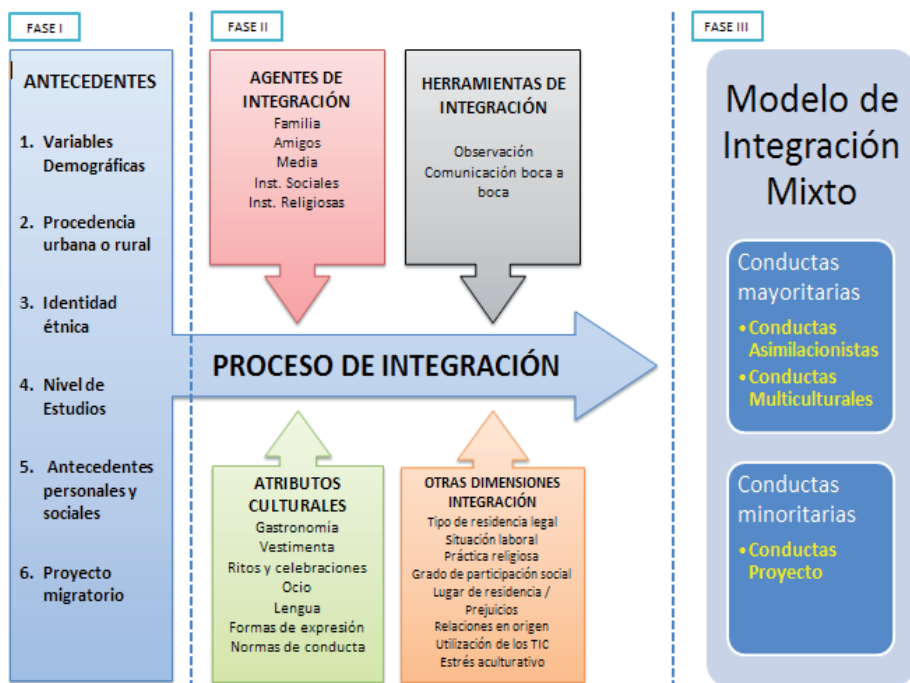 FASE I
ANTECEDENTES
1. Variables
Demográficas
2. Procedencia
urbana o rural
3. Identidad
étnica
4. Nivel de
Estudios
5. Antecedentes
personales y
sociales
6. Proyecto
migratorio
FASE II
AGENTES DE
INTEGRACIÓN
Familia
Amigos
Media
Inst. Sociales
Inst. Religiosas
HERRAMIENTAS DE
INTEGRACIÓN
Observación
Comunicación boca a
boca
PROCESO DE INTEGRACIÓN
ATRIBUTOS
CULTURALES
Gastronomía
Vestimenta
Ritos y celebraciones
Ocio
Lengua
Formas de expresión
Normas de conducta
OTRAS DIMENSIONES
INTEGRACIÓN
Tipo de residencia legal
Situación laboral
Práctica religiosa
Grado de participación social
Lugar de residencia /
Prejuicios
Relaciones en origen
Utilización de los TIC
Estrés aculturativo
FASE III
Modelo de
Integración
Mixto
Conductas
mayoritarias
• Conductas
Asimilacionistas
• Conductas
Multiculturales
Conductas
minoritarias
• Conductas
Proyecto